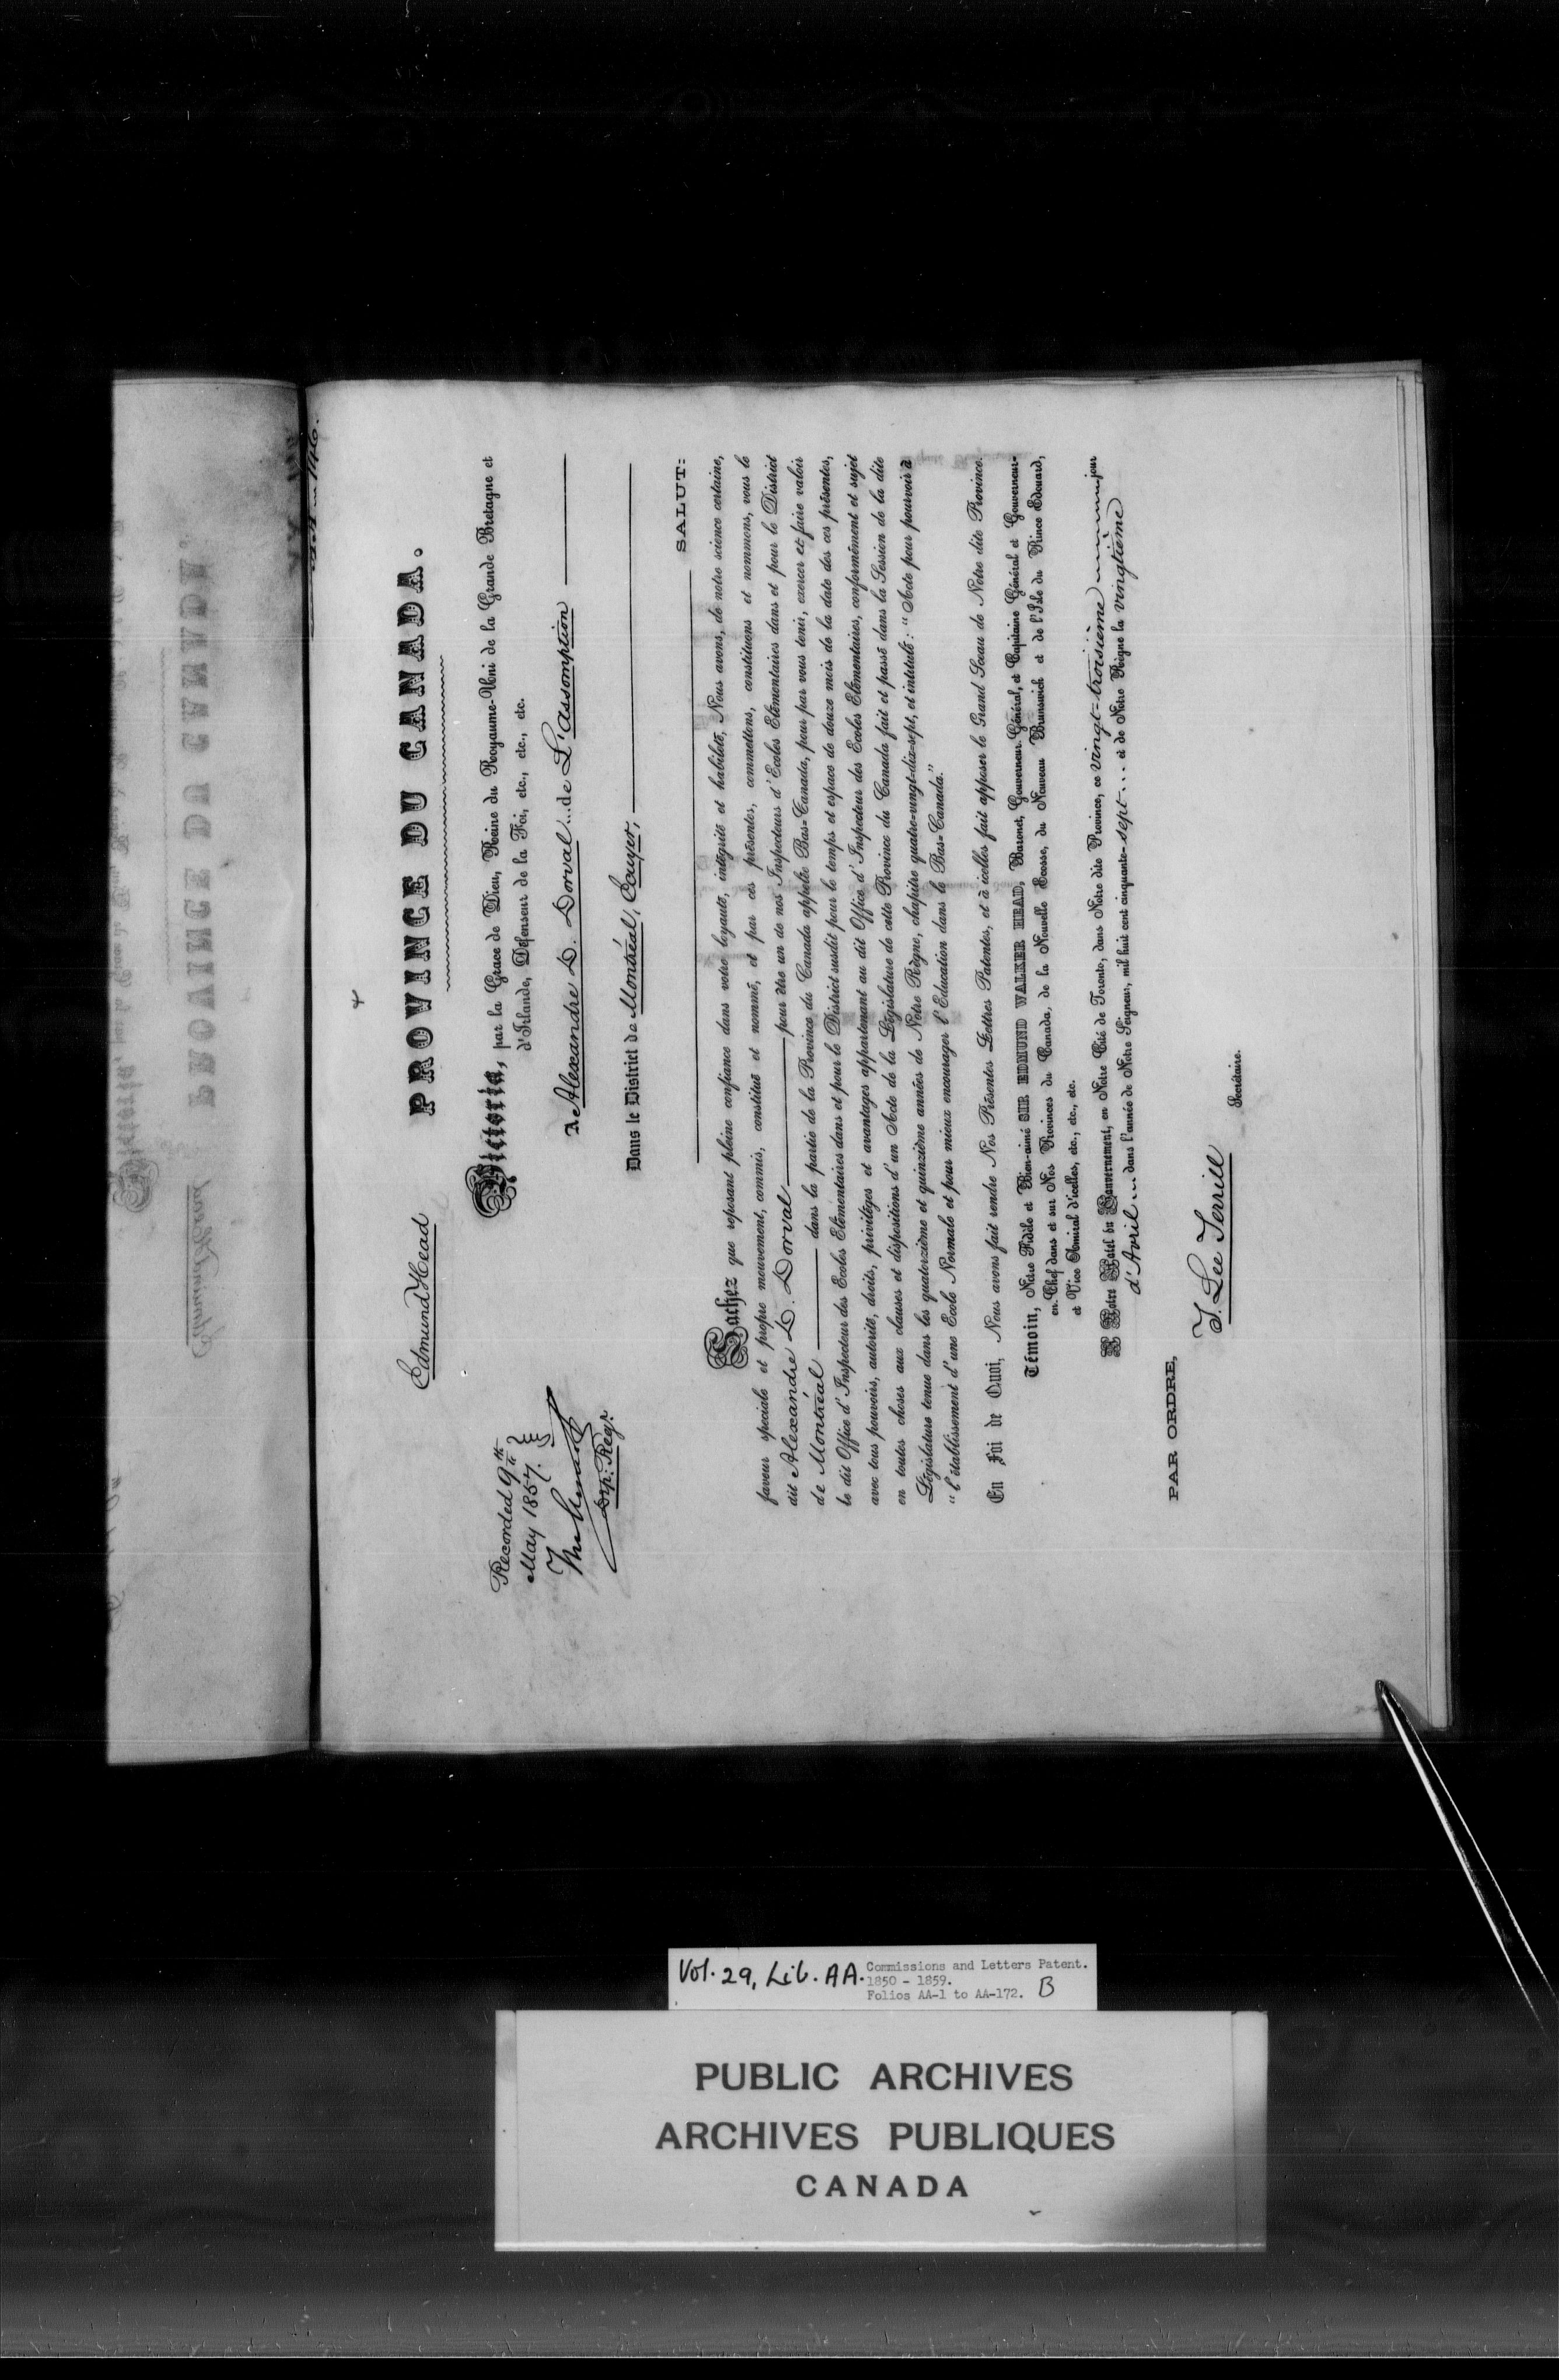 Edmund Head
PROVINCE DU CANADA.
Recorded 9th
May 1857.
Dep: Regr.
Victoria, par la Grace de Dieu, Reine du Royaume-Uni de la Grande Bretagne et
d'Irlande, Défenseur de la Foi, etc., etc., etc.
A Alexandre D. Dorval... de L'Assomption
Dans le District de Montréal, Ecuyer,
SALUT:
Sachez que reposant pleine confiance dans votre loyauté, intégrité et habileté, Nous avons, de notre science certaine,
faveur speciale et propre mouvement, commis, constitué et nommé, et par ces présentes, commettons, constituons et nommons, vous le
dit Alexandre D. Dorval pour être un de nos Inspecteurs d'Ecoles Elémentaires dans et pour le District
de Montréal dans la partie de la Province du Canada appelée Bas-Canada, pour par vous tenir, exercer et faire valoir
le dit Office d'Inspecteur des Ecoles Elémentaires dans et pour le District susdit pour le temps et espace de douze mois de la date des ces présentes,
avec tous pouvoirs, autorité, droits, privilèges et avantages appartenant au dit Office d'Inspecteur des Ecoles Elémentaires, conformément et sujet
en toutes choses aux clauses et dispositions d'un Acte de la Législature de cette Province du Canada fait et passé dans la Session de la dite
Législature tenue dans les quatorzième et quinzième années de Notre Règne, chapitre quatre-vingt-dix-sept, et intitulé: "Acte pour pourvoir à
"l'établissement d'une Ecole Normale et pour mieux encourager l'Education dans le Bas-Canada."
En Foi de Quoi, Nous avons fait rendre Nos Présentes Lettres Patentes, et à icelles fait apposer le Grand Sceau de Notre dite Province.
Témoin, Notre Fidèle et Bien-aimé SIR EDMUND WALKER HEAD, Baronet, Gouverneur Général, et Capitaine Général et Gouverneur-
en Chef dans et sur Nos Provinces du Canada, de la Nouvelle Ecosse, du Nouveau Brunswick et de l'Isle du Prince Edouard,
et Vice Amiral d'icelles, etc., etc., etc.
A Notre Hotel du Gouvernement, en Notre Cité de Toronto, dans Notre dite Province, ce vingt-troisième jour
d'Avril ... dans l'année de Notre Seigneur, mil huit cent cinquante-sept... et de Notre Règne la vingtième
PAR ORDRE,
T. Lee Terrill
Secrétaire.
PROVINCE DU CANADA.
Edmund Head
Vol. 29, Lib. AA.
Commissions and Letters Patent.
1850 - 1859.
Folios AA-1 to AA-172. B
PUBLIC ARCHIVES
ARCHIVES PUBLIQUES
CANADA